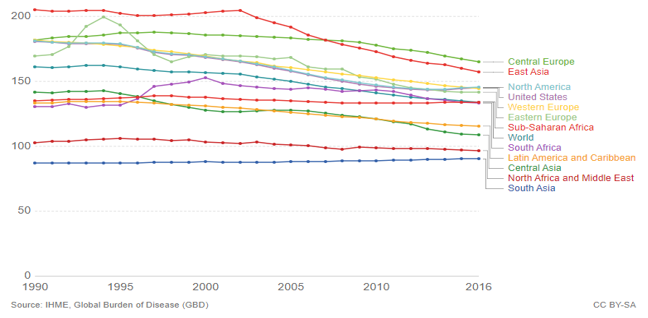 200
150
100
50
0
1990
1995
2000
2005
2010
2016
Central Europe
East Asia
North America
United States
Western Europe
Eastern Europe
Sub-Saharan Africa
World
South Africa
Latin America and Caribbean
Central Asia
North Africa and Middle East
South Asia
Source: IHME, Global Burden of Disease (GBD)
CC BY-SA